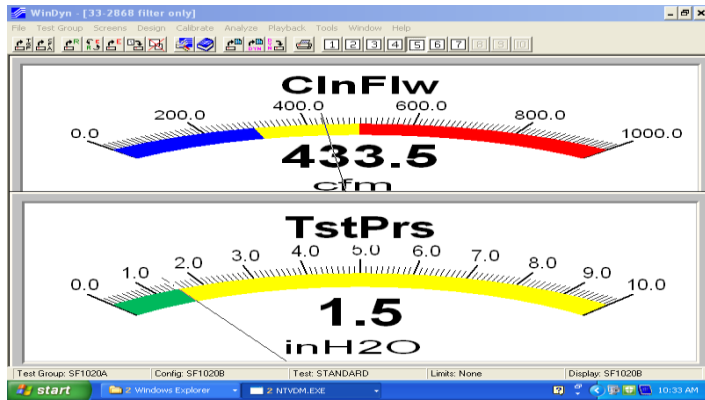 WinDyn - [33-2868 filter only]
File Test Group Screens Design Calibrate Analyze Playback Tools Window Help
1 2 3 4 5 6 7 8 9 10
ClnFlw
0.0 200.0 400.0 600.0 800.0 1000.0
433.5
cfm
TstPrs
0.0 1.0 2.0 3.0 4.0 5.0 6.0 7.0 8.0 9.0 10.0
1.5
inH2O
Test Group: SF1020A Config: SF1020B Test: STANDARD Limits: None Display: SF1020B
start 2 Windows Explorer 2 NTVDM.EXE 10:33 AM